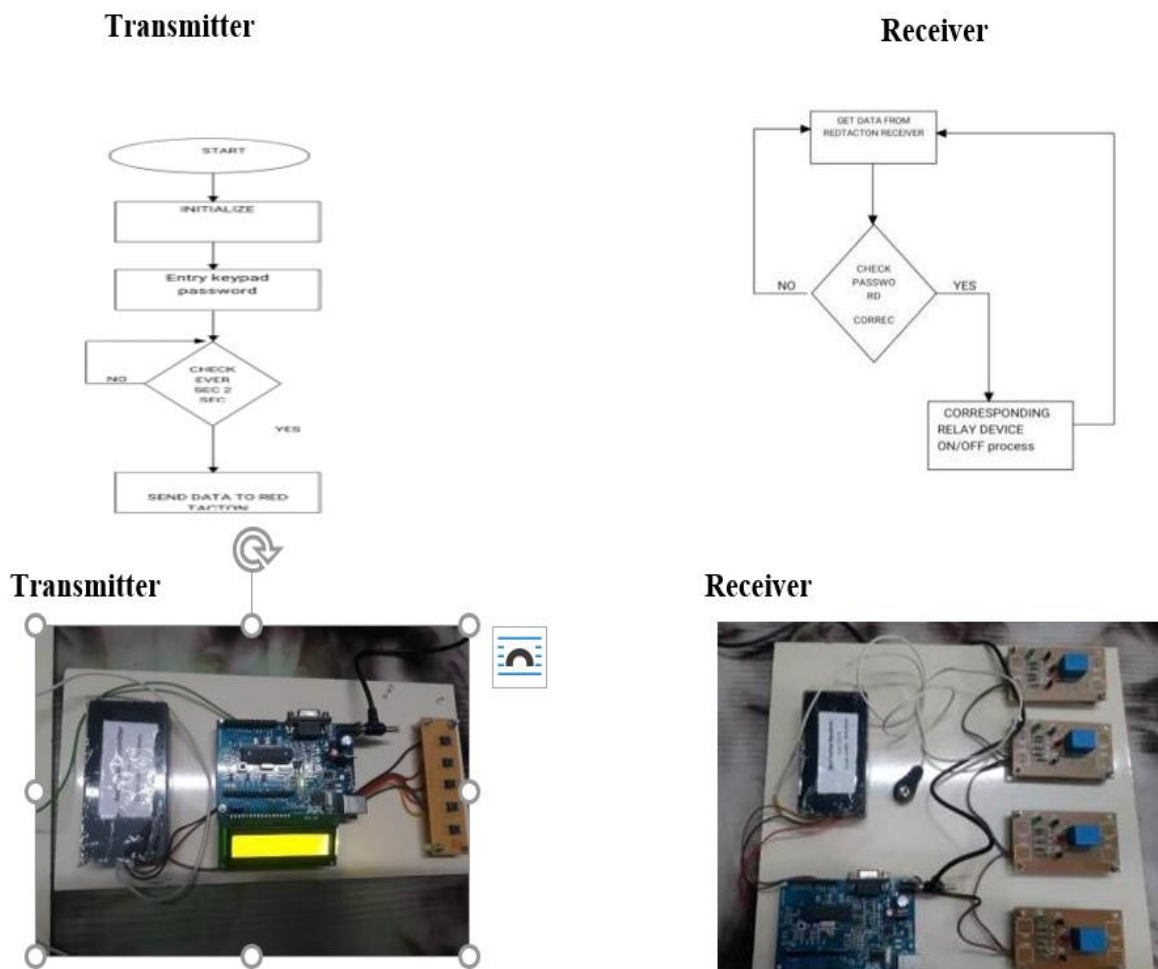 Transmitter
START
INITIALIZE
Entry keypad
password
CHECK
EVER
SEC 2
SEC
NO
YES
SEND DATA TO RED
TACTON
Receiver
GET DATA FROM
REDTACTON RECEIVER
CHECK
PASSWO
RD
CORREC
NO
YES
CORRESPONDING
RELAY DEVICE
ON/OFF process
Transmitter
Receiver